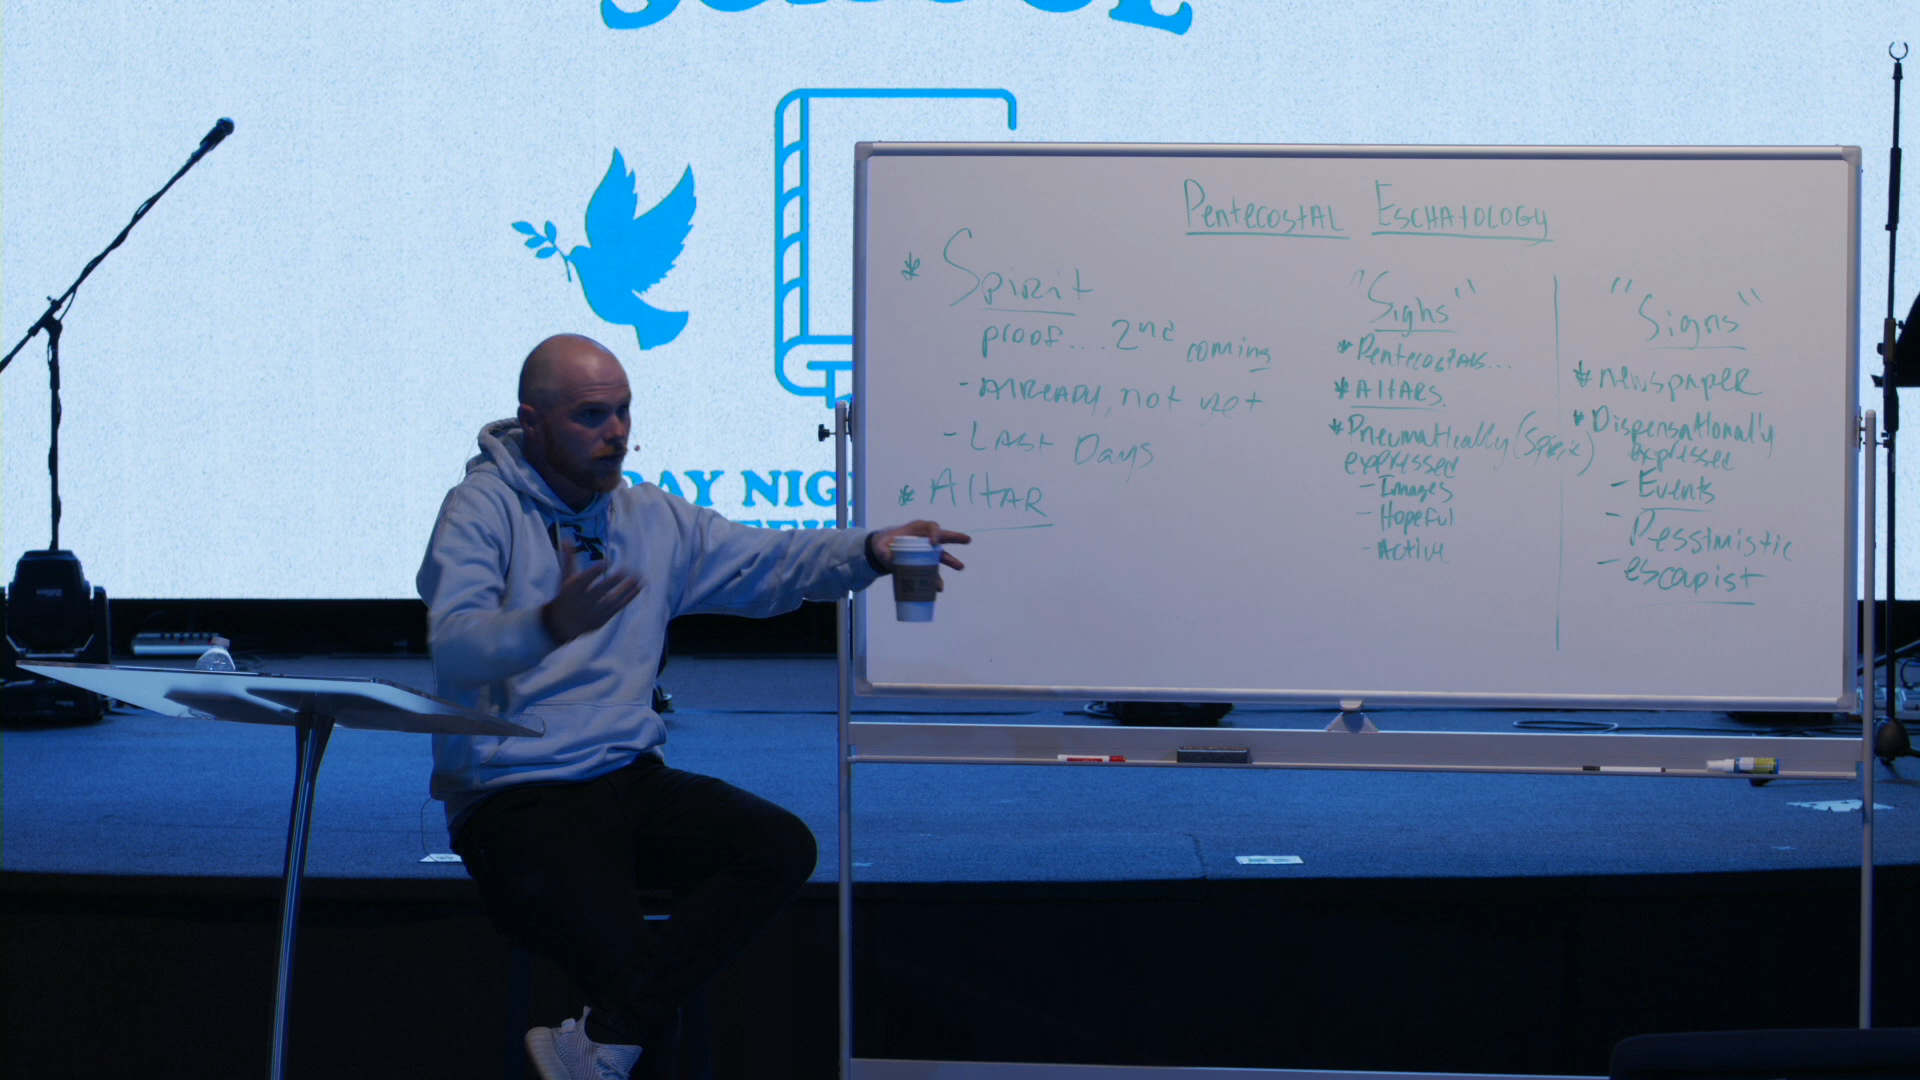 SCHOOL
DAY NIG
PENTECOSTAL ESCHATOLOGY
* Spirit
proof... 2nd coming
- Already, not yet
- Last Days
* Altar
"Sighs"
* Pentecostals...
* Altars
* Pneumatically (Spirit)
expressed
- Images
- Hopeful
- Active
"Signs"
* newspaper
* Dispensationally
expressed
- Events
- Pessimistic
- escapist